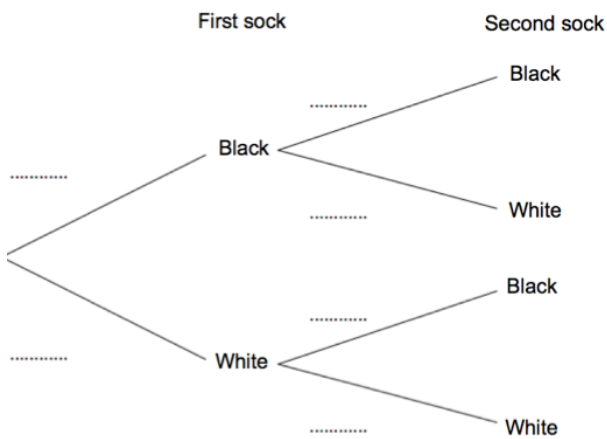 First sock
Second sock
Black
............
Black
............
White
............
Black
............
............
White
............
White